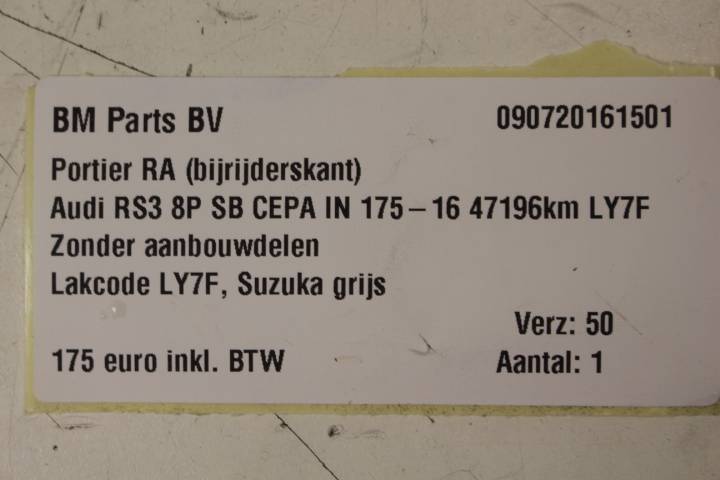 BM Parts BV 090720161501
Portier RA (bijrijderskant)
Audi RS3 8P SB CEPA IN 175-16 47196km LY7F
Zonder aanbouwdelen
Lakcode LY7F, Suzuka grijs
Verz: 50
175 euro inkl. BTW Aantal: 1